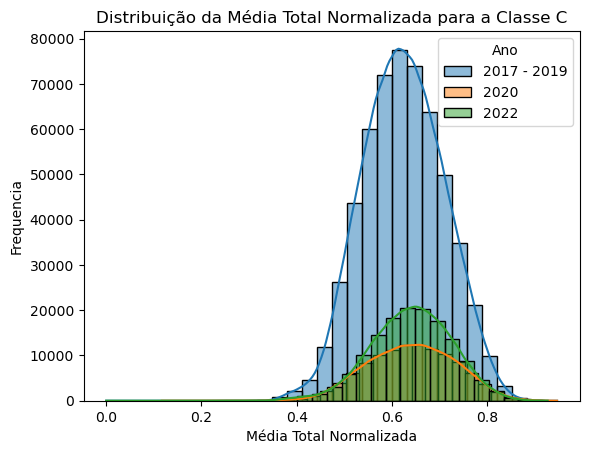 Distribuição da Média Total Normalizada para a Classe C
Ano
2017 - 2019
2020
2022
80000
70000
60000
50000
40000
30000
20000
10000
0
Frequencia
0.0 0.2 0.4 0.6 0.8
Média Total Normalizada